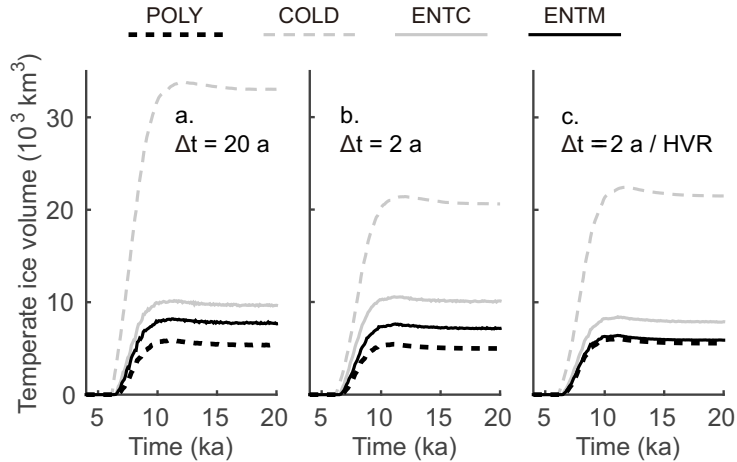 POLY COLD ENTC ENTM
Temperate ice volume (10³ km³)
30
20
10
0
a.
Δt = 20 a
b.
Δt = 2 a
c.
Δt = 2 a / HVR
5 10 15 20 5 10 15 20 5 10 15 20
Time (ka) Time (ka) Time (ka)